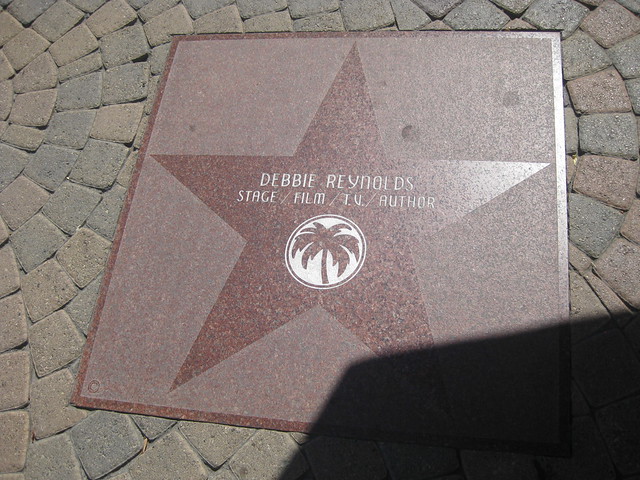 DEBBIE REYNOLDS
STAGE / FILM / T.V. / AUTHOR
©